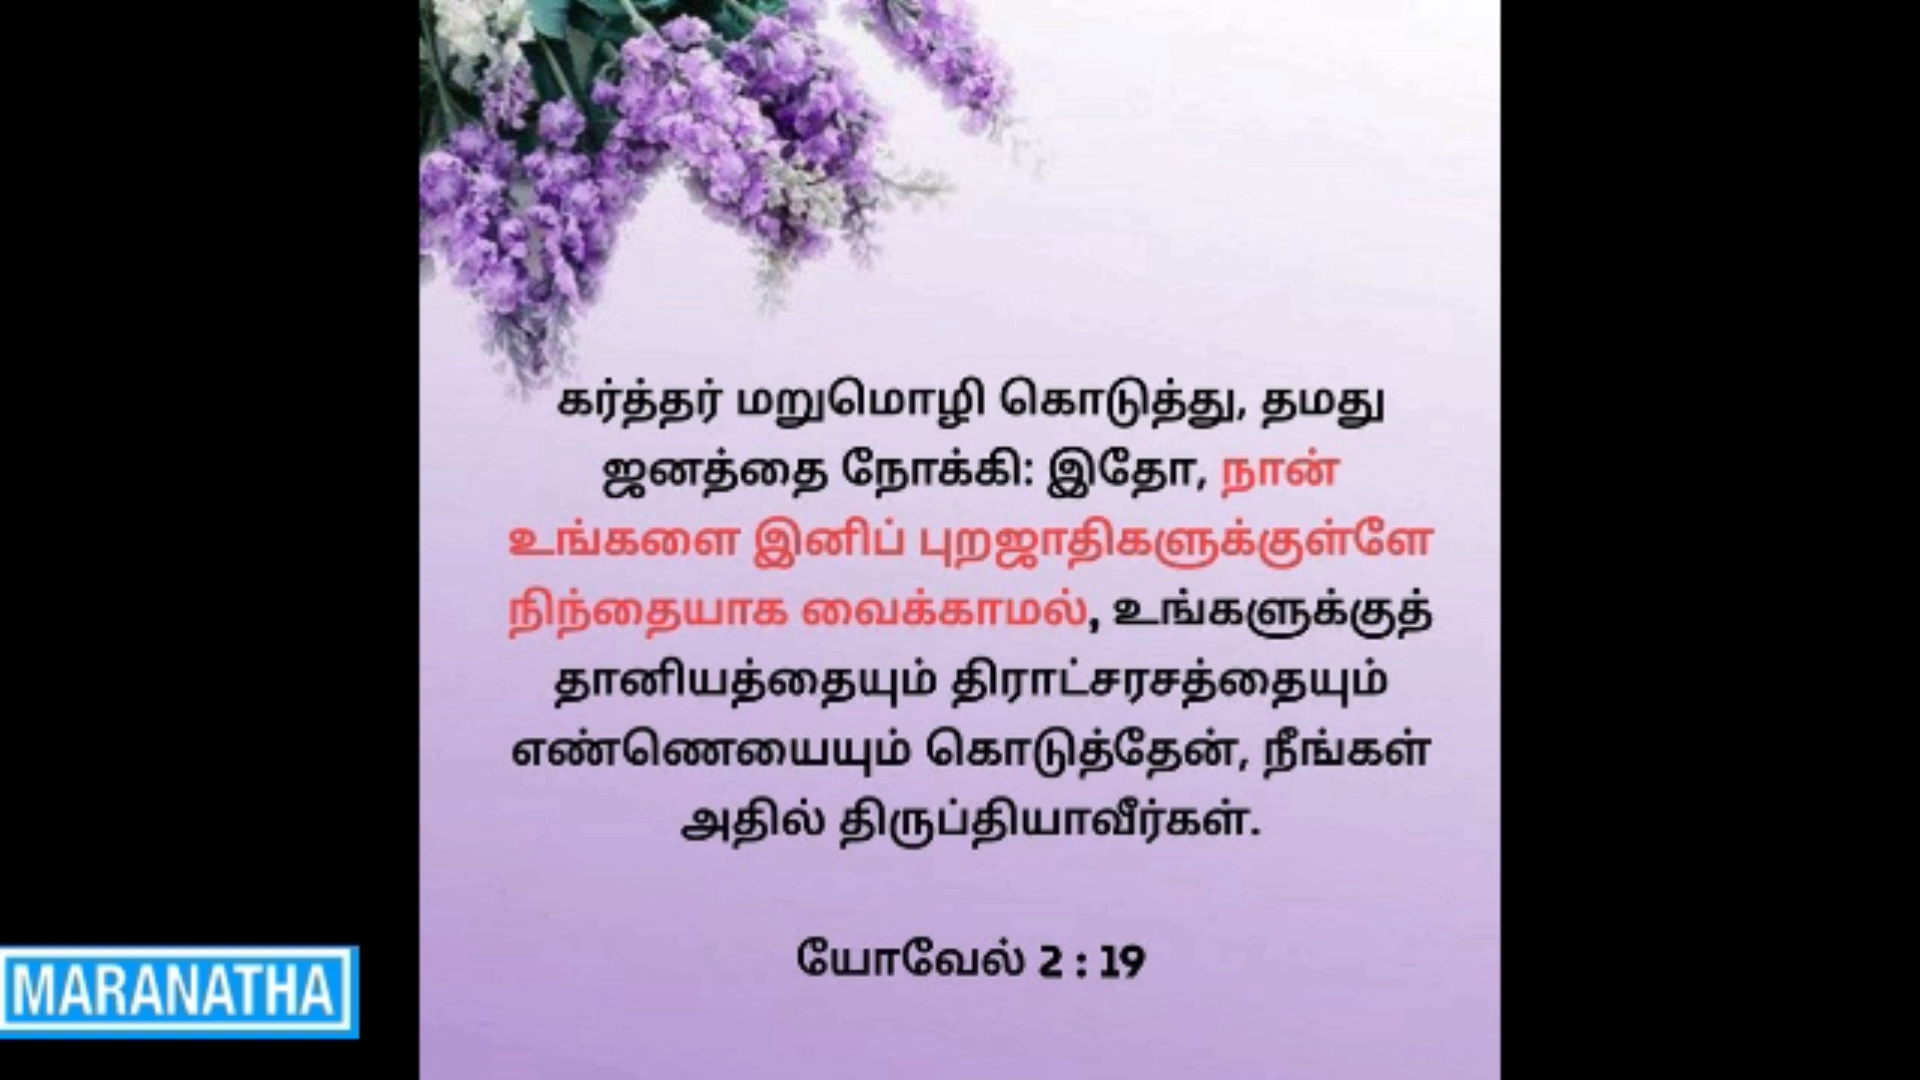 கர்த்தர் மறுமொழி கொடுத்து, தமது
ஜனத்தை நோக்கி: இதோ, நான்
உங்களை இனிப் புறஜாதிகளுக்குள்ளே
நிந்தையாக வைக்காமல், உங்களுக்குத்
தானியத்தையும் திராட்சரசத்தையும்
எண்ணெயையும் கொடுத்தேன், நீங்கள்
அதில் திருப்தியாவீர்கள்.
யோவேல் 2 : 19
MARANATHA